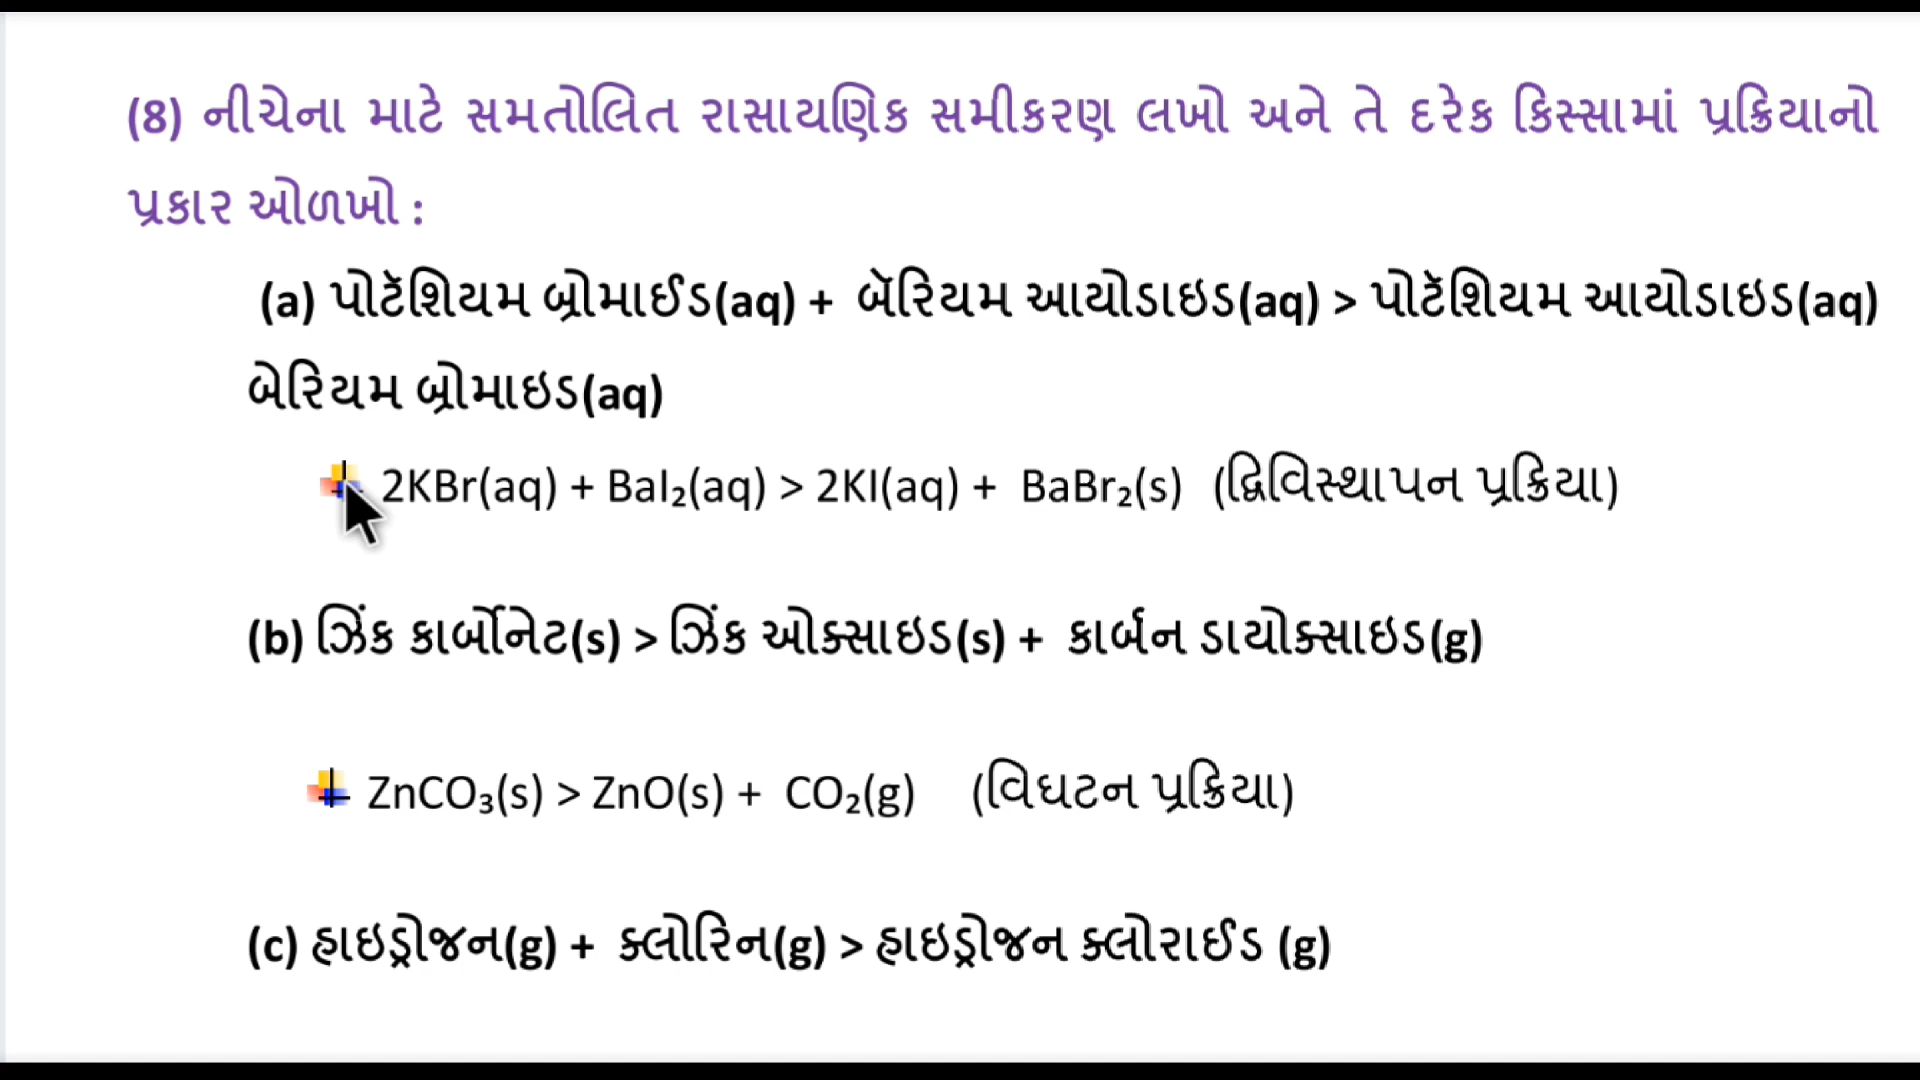 (8) નીચેના માટે સમતોલિત રાસાયણિક સમીકરણ લખો અને તે દરેક કિસ્સામાં પ્રક્રિયાનો
પ્રકાર ઓળખો :
(a) પોટૅશિયમ બ્રોમાઈડ(aq) + બૅરિયમ આયોડાઇડ(aq) > પોટૅશિયમ આયોડાઇડ(aq)
બેરિયમ બ્રોમાઇડ(aq)
2KBr(aq) + BaI₂(aq) > 2KI(aq) + BaBr₂(s) (દ્વિવિસ્થાપન પ્રક્રિયા)
(b) ઝિંક કાર્બોનેટ(s) > ઝિંક ઓક્સાઇડ(s) + કાર્બન ડાયોક્સાઇડ(g)
ZnCO₃(s) > ZnO(s) + CO₂(g) (વિઘટન પ્રક્રિયા)
(c) હાઇડ્રોજન(g) + ક્લોરિન(g) > હાઇડ્રોજન ક્લોરાઈડ (g)